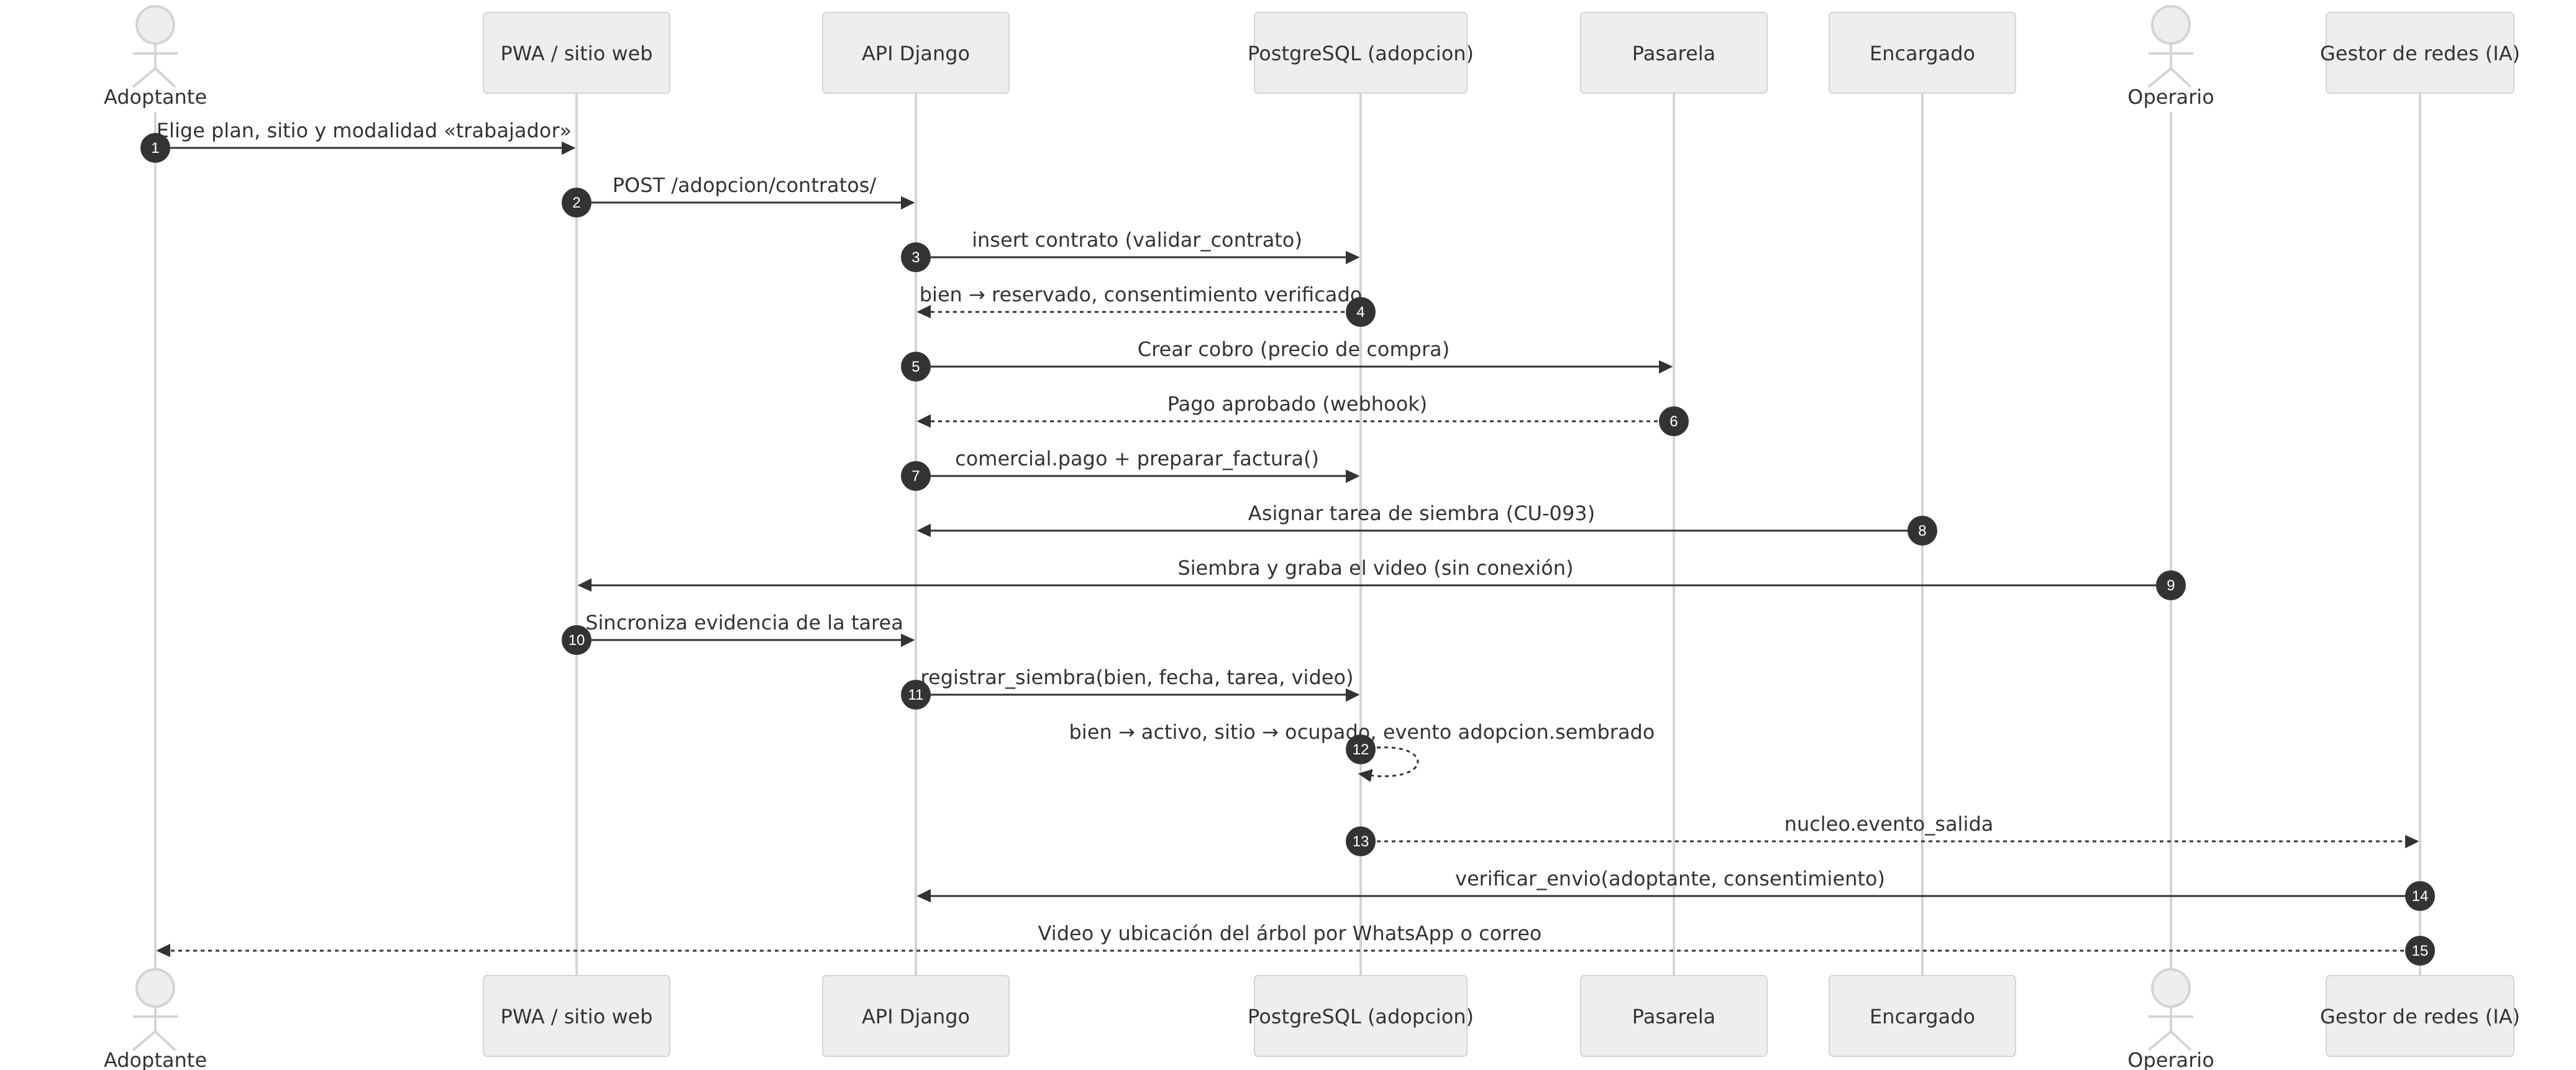 Adoptante
PWA / sitio web
API Django
PostgreSQL (adopcion)
Pasarela
Encargado
Operario
Gestor de redes (IA)
Elige plan, sitio y modalidad «trabajador»
1
POST /adopcion/contratos/
2
insert contrato (validar_contrato)
3
bien → reservado, consentimiento verificado
4
Crear cobro (precio de compra)
5
Pago aprobado (webhook)
6
comercial.pago + preparar_factura()
7
Asignar tarea de siembra (CU-093)
8
Siembra y graba el video (sin conexión)
9
Sincroniza evidencia de la tarea
10
registrar_siembra(bien, fecha, tarea, video)
11
bien → activo, sitio → ocupado, evento adopcion.sembrado
12
nucleo.evento_salida
13
verificar_envio(adoptante, consentimiento)
14
Video y ubicación del árbol por WhatsApp o correo
15
Adoptante
PWA / sitio web
API Django
PostgreSQL (adopcion)
Pasarela
Encargado
Operario
Gestor de redes (IA)